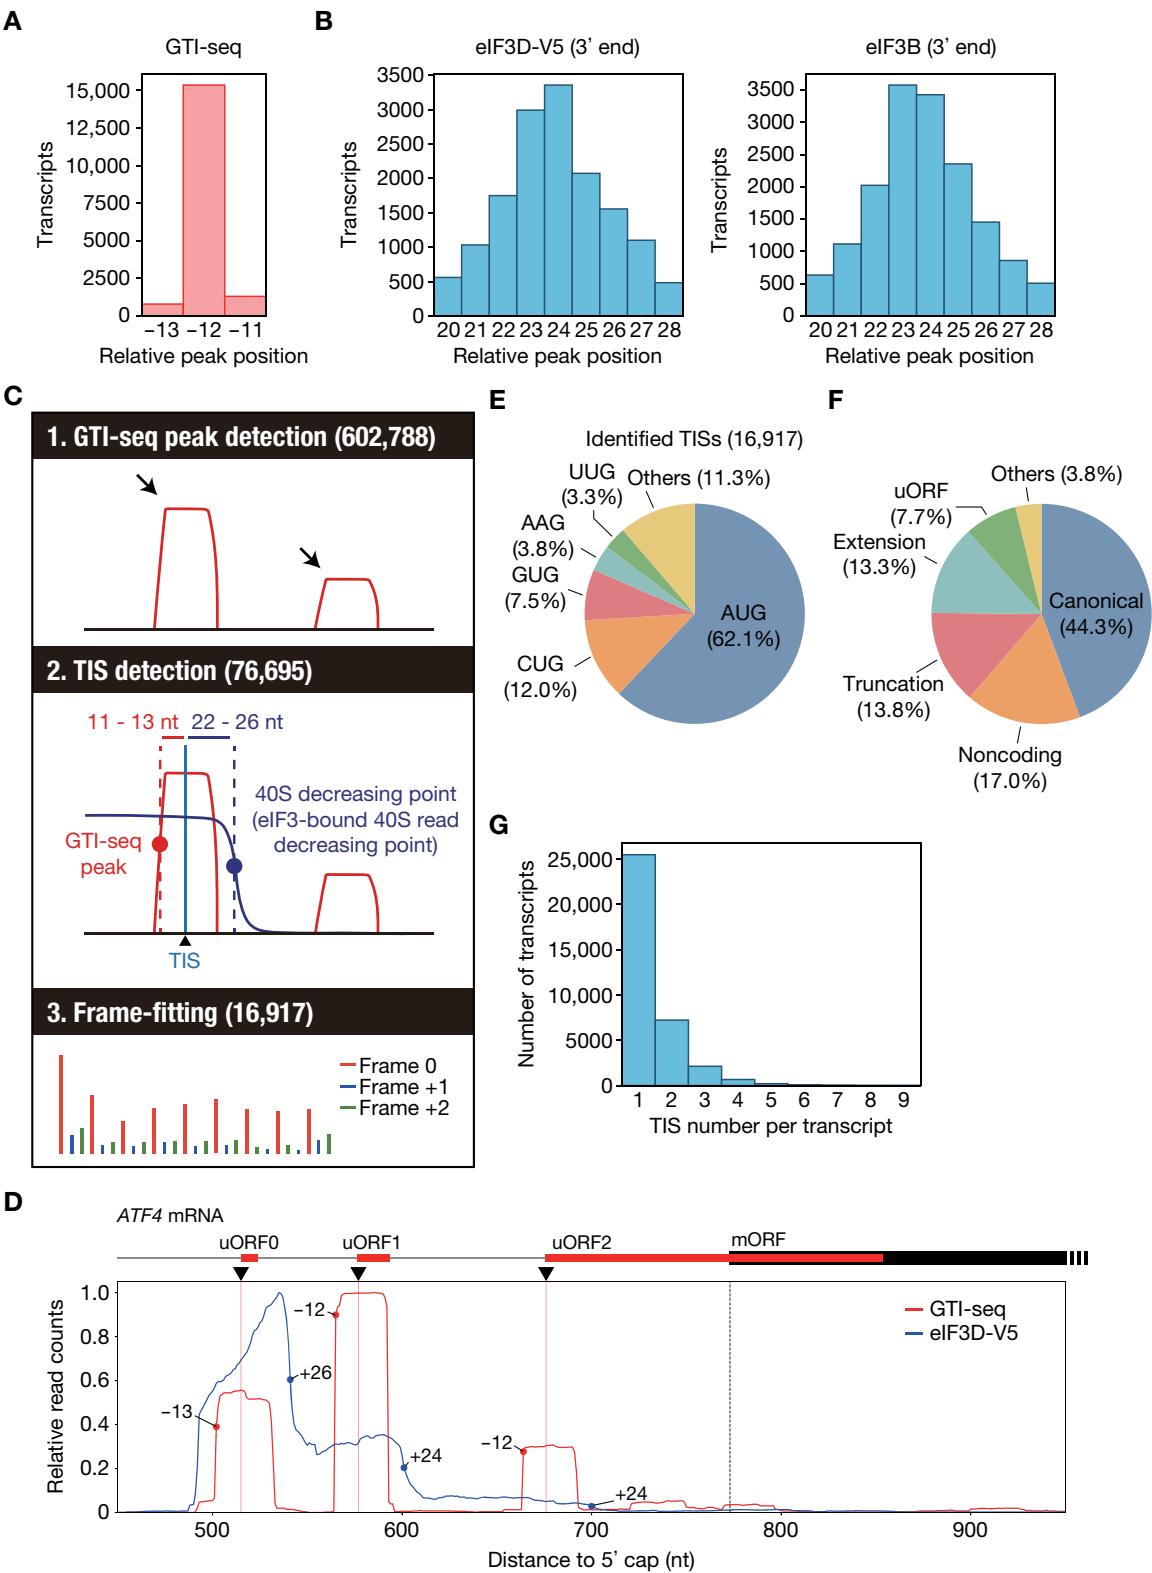 A
GTI-seq
Transcripts
15,000
12,500
10,000
7500
5000
2500
0
−13 −12 −11
Relative peak position
B
eIF3D-V5 (3’ end)
Transcripts
3500
3000
2500
2000
1500
1000
500
0
20 21 22 23 24 25 26 27 28
Relative peak position
eIF3B (3’ end)
Transcripts
3500
3000
2500
2000
1500
1000
500
0
20 21 22 23 24 25 26 27 28
Relative peak position
C
1. GTI-seq peak detection (602,788)
2. TIS detection (76,695)
11 - 13 nt
22 - 26 nt
40S decreasing point
(eIF3-bound 40S read
decreasing point)
GTI-seq
peak
TIS
3. Frame-fitting (16,917)
Frame 0
Frame +1
Frame +2
E
Identified TISs (16,917)
UUG
(3.3%)
Others (11.3%)
AAG
(3.8%)
GUG
(7.5%)
CUG
(12.0%)
AUG
(62.1%)
F
Others (3.8%)
uORF
(7.7%)
Extension
(13.3%)
Canonical
(44.3%)
Truncation
(13.8%)
Noncoding
(17.0%)
G
Number of transcripts
25,000
20,000
15,000
10,000
5000
0
1 2 3 4 5 6 7 8 9
TIS number per transcript
D
ATF4 mRNA
uORF0
uORF1
uORF2
mORF
Relative read counts
1.0
0.8
0.6
0.4
0.2
0
−13
+26
−12
+24
−12
+24
GTI-seq
eIF3D-V5
500 600 700 800 900
Distance to 5’ cap (nt)